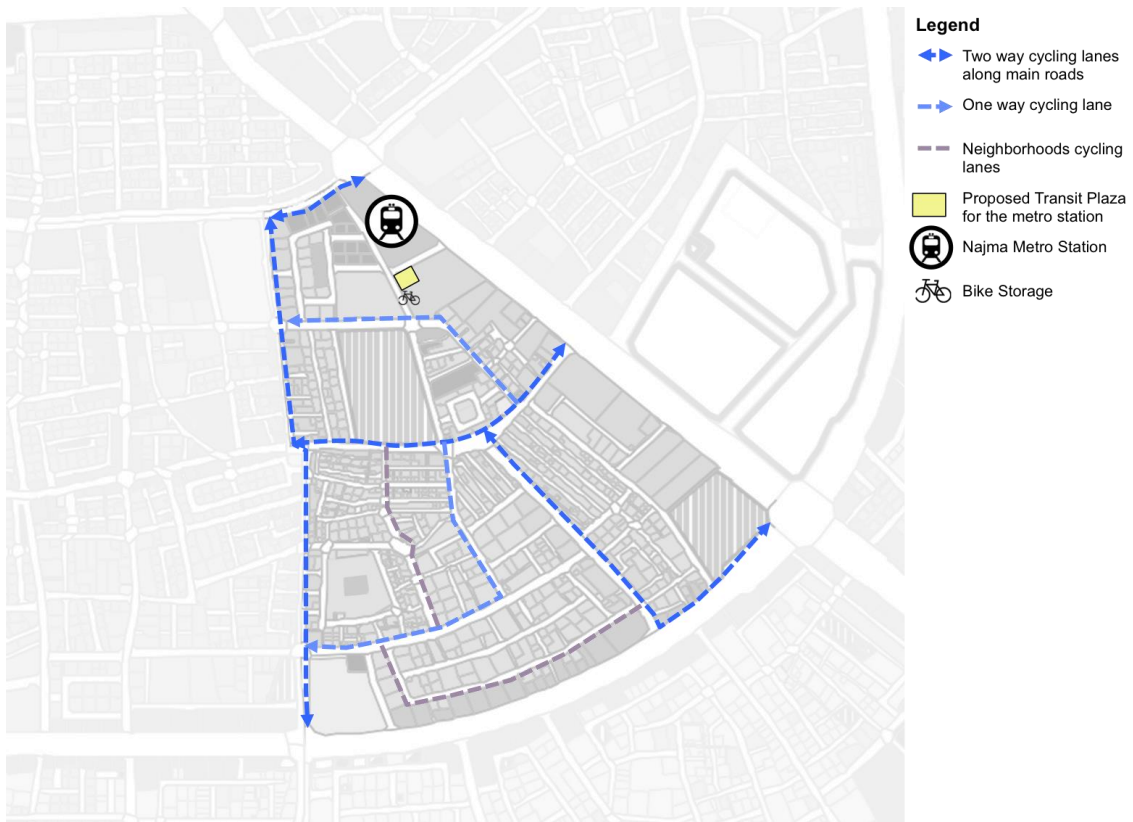 Legend
Two way cycling lanes
along main roads
One way cycling lane
Neighborhoods cycling
lanes
Proposed Transit Plaza
for the metro station
Najma Metro Station
Bike Storage